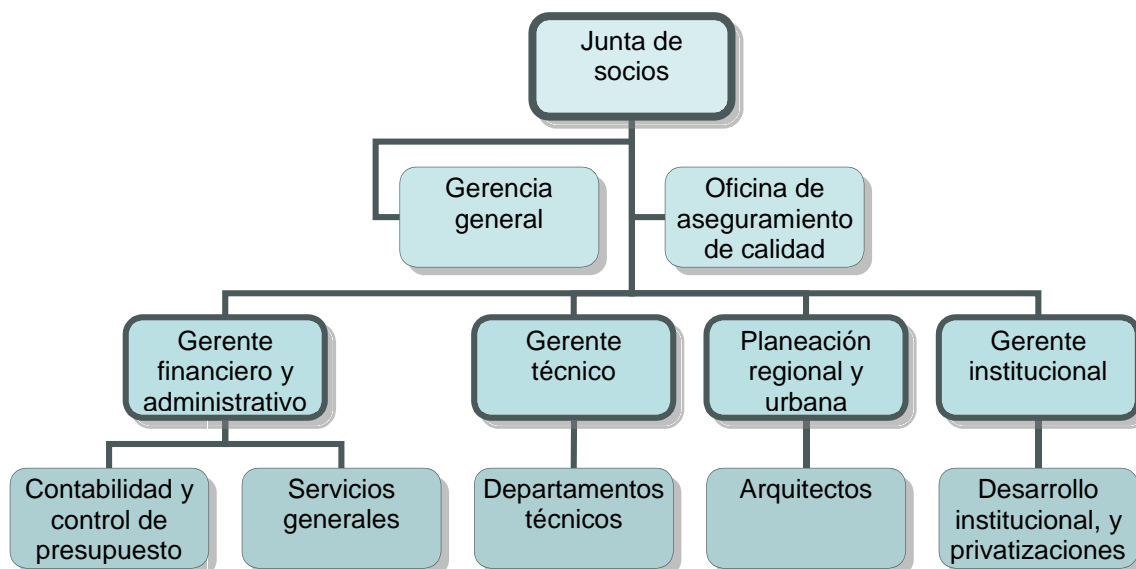 Junta de
socios
Gerencia
general
Oficina de
aseguramiento
de calidad
Gerente
financiero y
administrativo
Gerente
técnico
Planeación
regional y
urbana
Gerente
institucional
Contabilidad y
control de
presupuesto
Servicios
generales
Departamentos
técnicos
Arquitectos
Desarrollo
institucional, y
privatizaciones